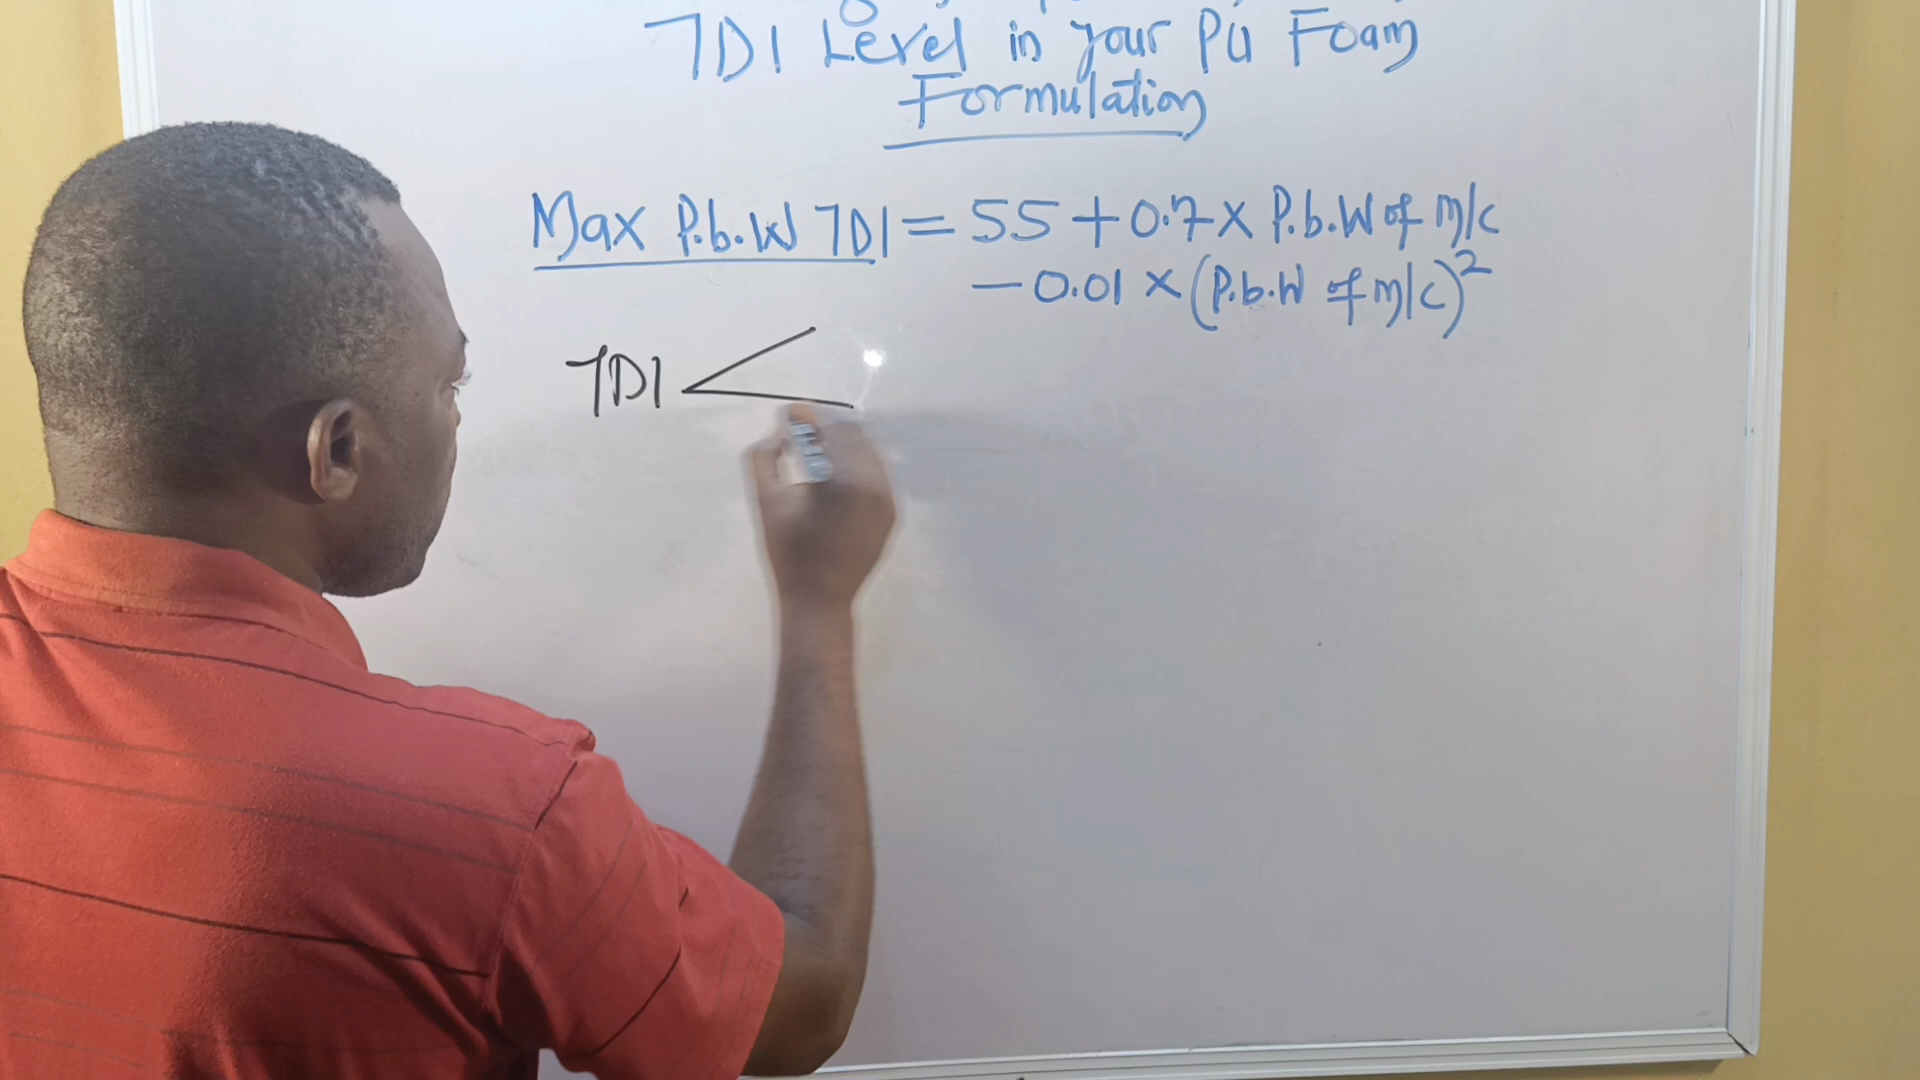 TDI Level in your PU Foam
Formulation
Max P.b.W TDI = 55 + 0.7 x P.b.W of m/c
- 0.01 x (P.b.W of m/c)²
TDI